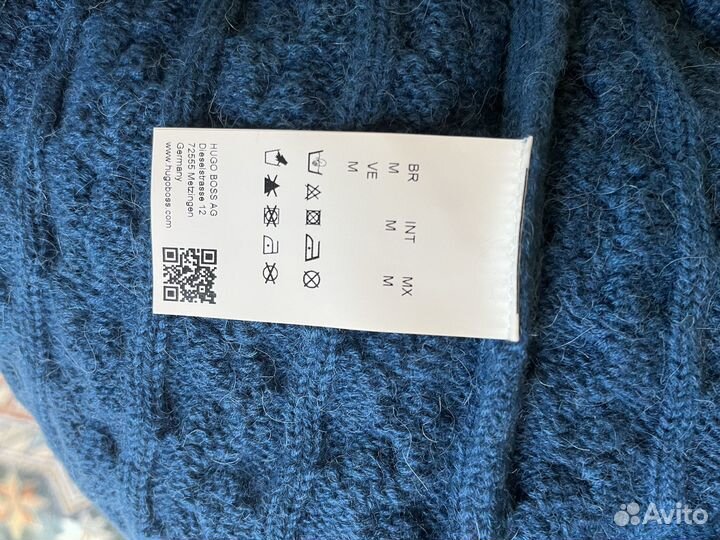 BR INT MX
M M M
VE
M
HUGO BOSS AG
Dieselstrasse 12
72555 Metzingen
Germany
www.hugoboss.com
Avito